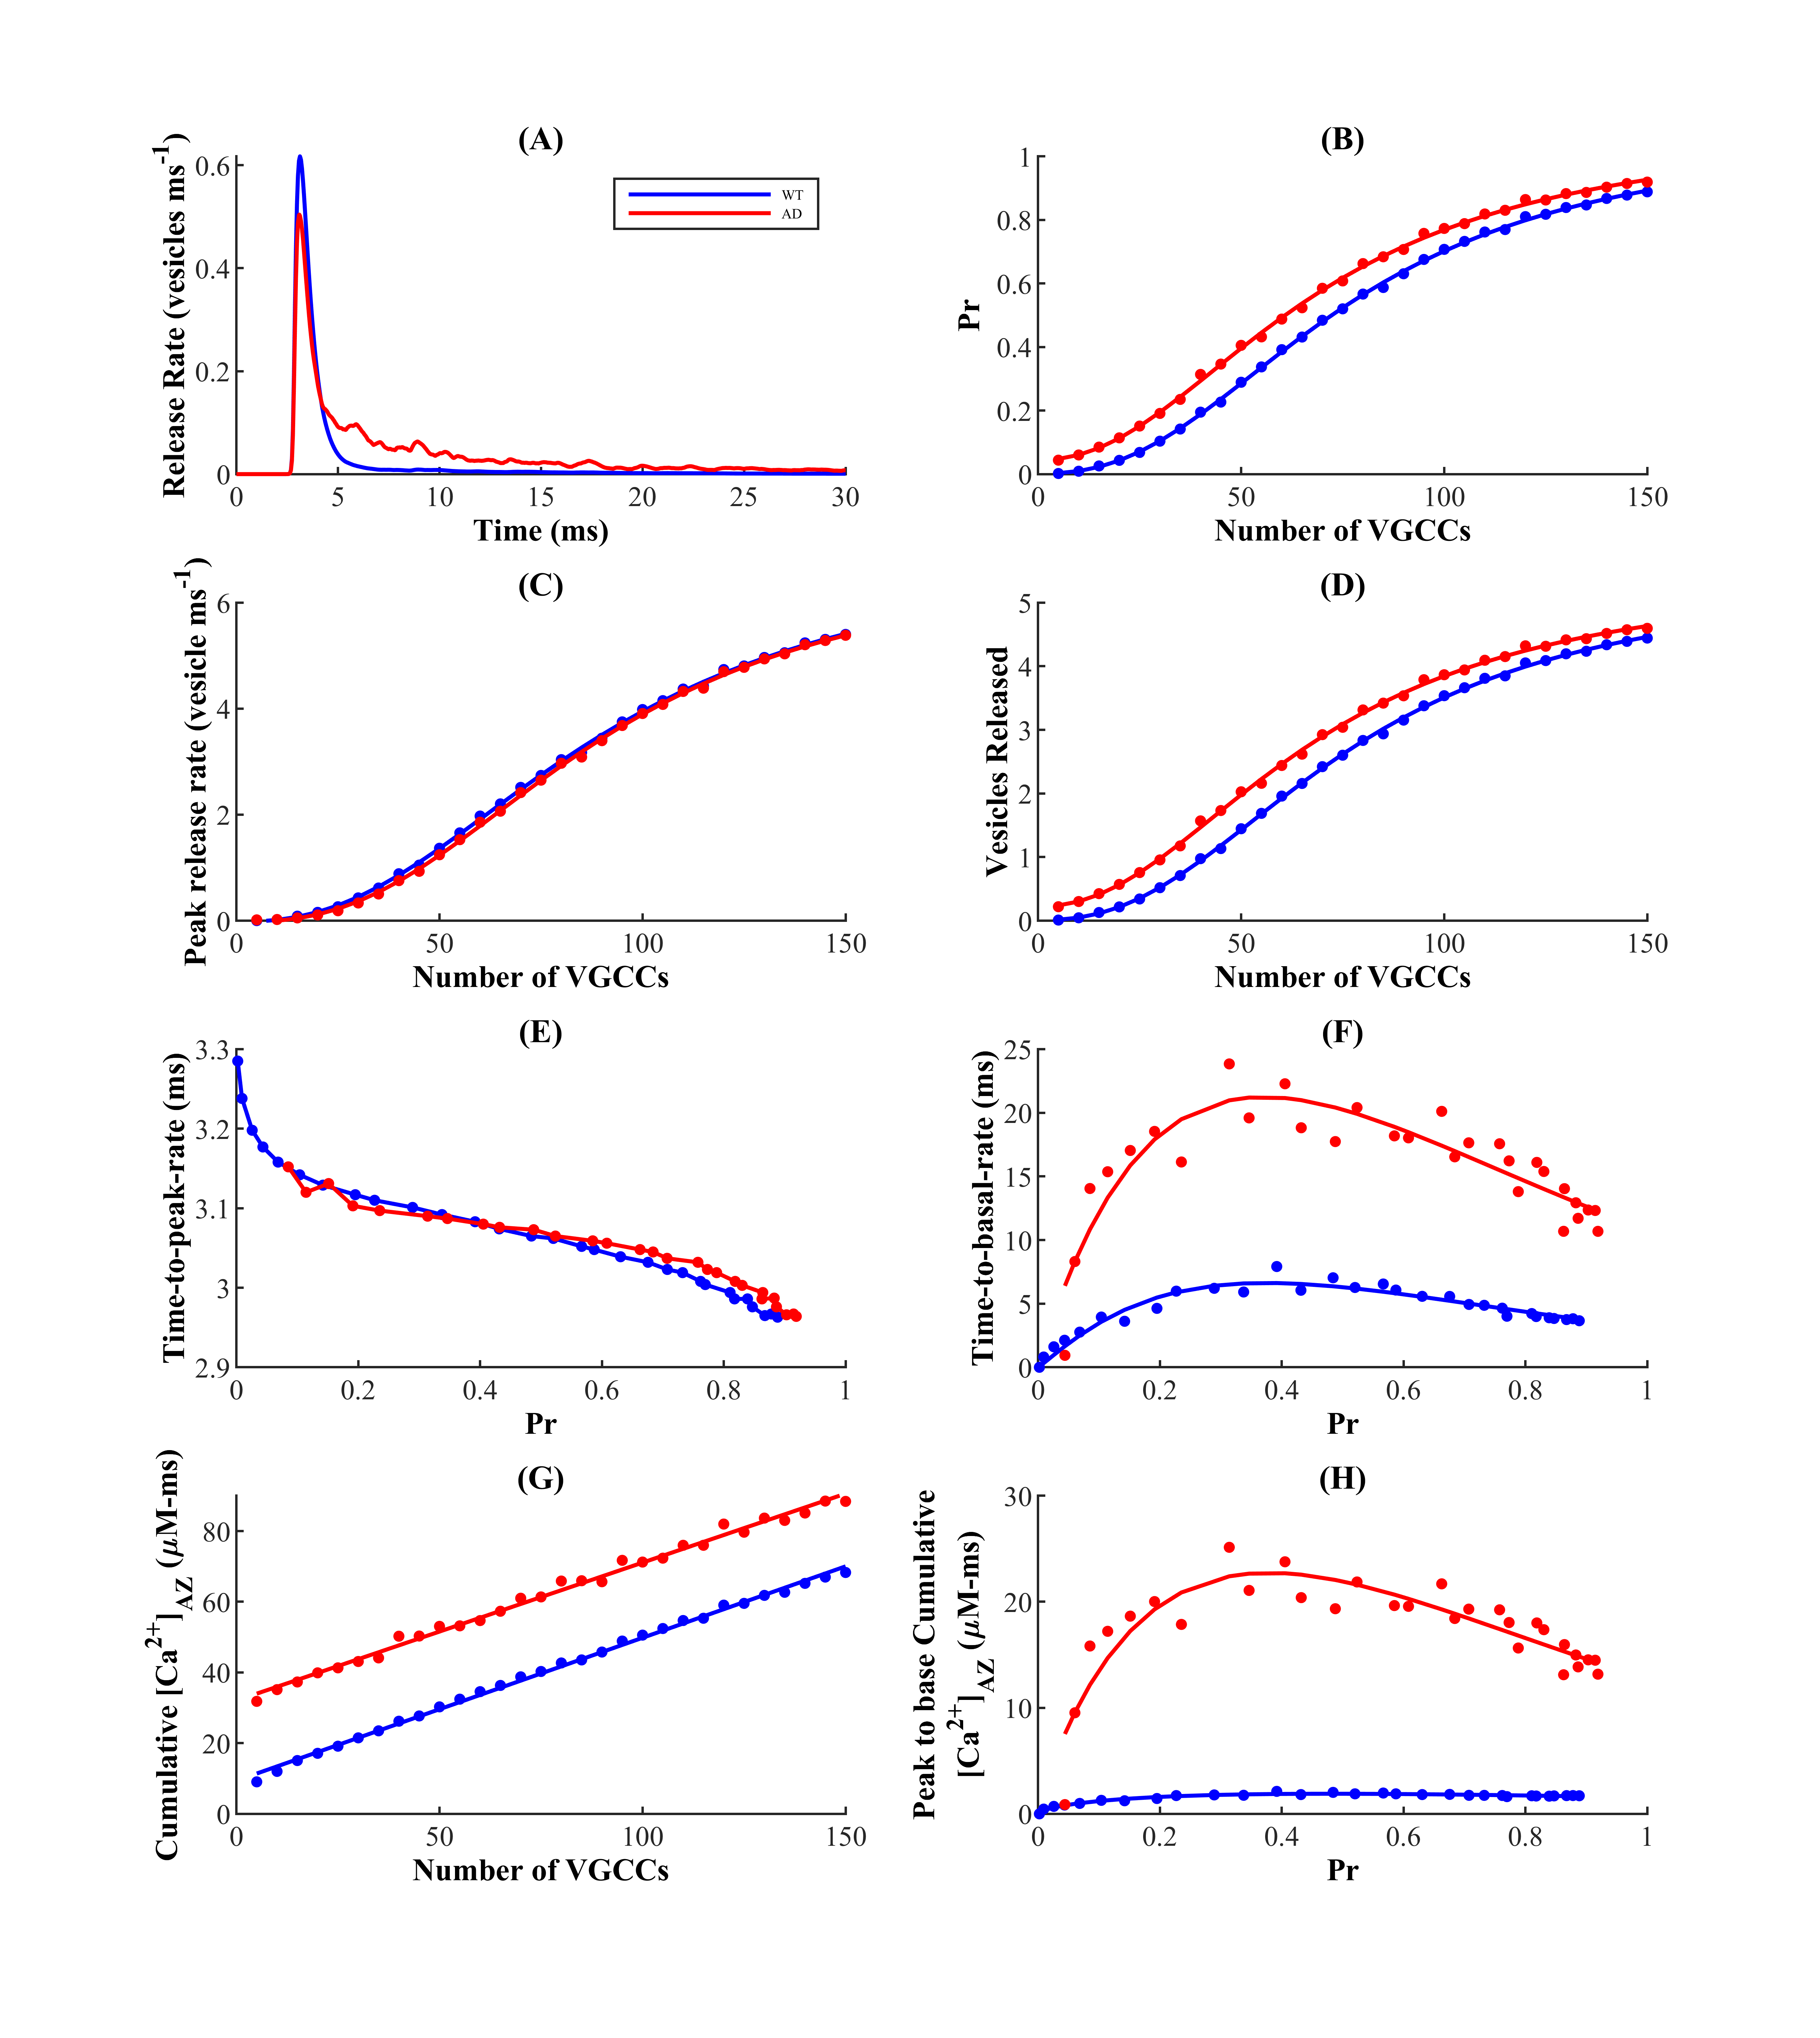 (A)
Release Rate (vesicles ms-1)
0.6
0.4
0.2
0
WT
AD
0 5 10 15 20 25 30
Time (ms)
(B)
Pr
1
0.8
0.6
0.4
0.2
0
0 50 100 150
Number of VGCCs
(C)
Peak release rate (vesicle ms-1)
6
4
2
0
0 50 100 150
Number of VGCCs
(D)
Vesicles Released
5
4
3
2
1
0
0 50 100 150
Number of VGCCs
(E)
Time-to-peak-rate (ms)
3.3
3.2
3.1
3
2.9
0 0.2 0.4 0.6 0.8 1
Pr
(F)
Time-to-basal-rate (ms)
25
20
15
10
5
0
0 0.2 0.4 0.6 0.8 1
Pr
(G)
Cumulative [Ca2+]AZ (μM-ms)
80
60
40
20
0
0 50 100 150
Number of VGCCs
(H)
Peak to base Cumulative
[Ca2+]AZ (μM-ms)
30
20
10
0
0 0.2 0.4 0.6 0.8 1
Pr